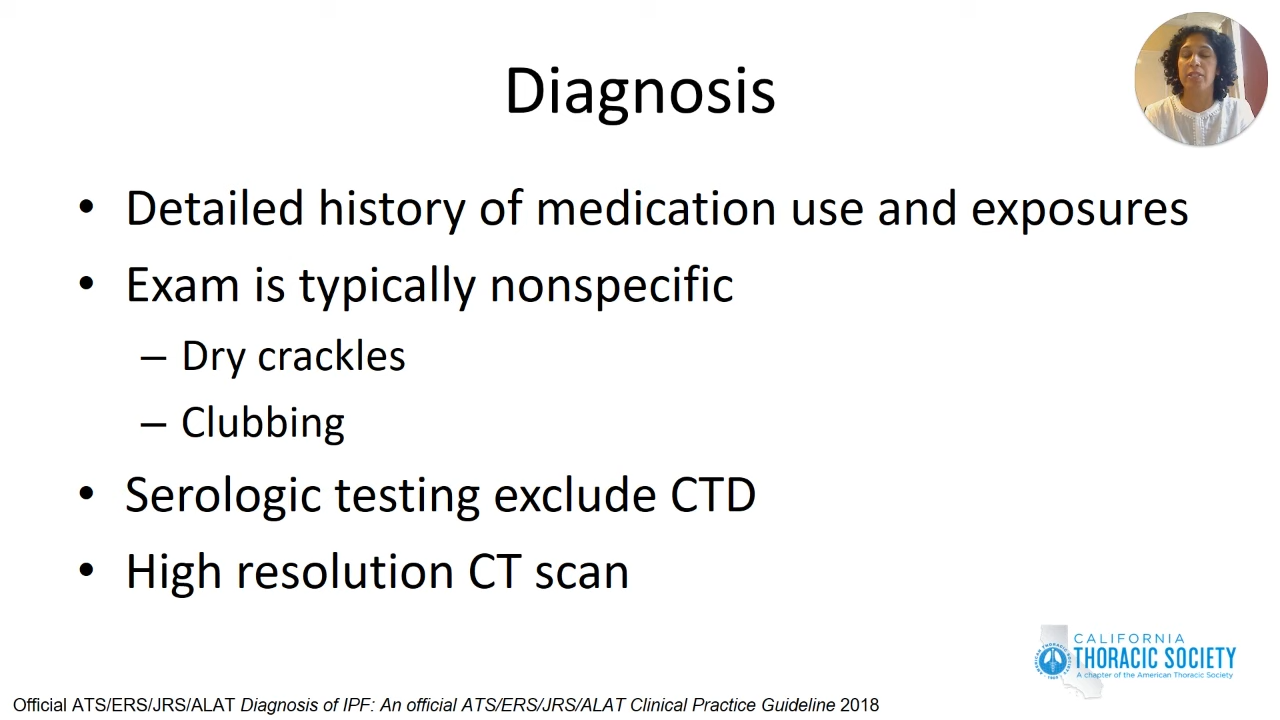 Diagnosis
• Detailed history of medication use and exposures
• Exam is typically nonspecific
– Dry crackles
– Clubbing
• Serologic testing exclude CTD
• High resolution CT scan
CALIFORNIA
THORACIC SOCIETY
A chapter of the American Thoracic Society
Official ATS/ERS/JRS/ALAT Diagnosis of IPF: An official ATS/ERS/JRS/ALAT Clinical Practice Guideline 2018